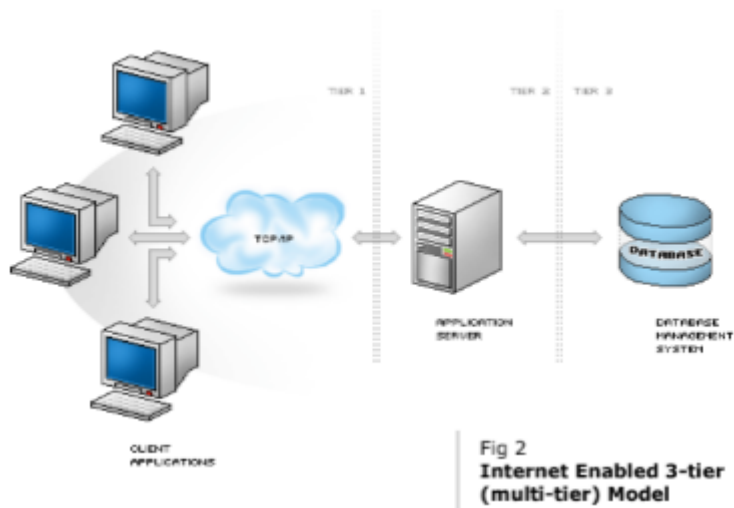 TIER 1
TIER 2
TIER 3
TCP/IP
DATABASE
APPLICATION
SERVER
DATABASE
MANAGEMENT
SYSTEM
CLIENT
APPLICATIONS
Fig 2
Internet Enabled 3-tier
(multi-tier) Model